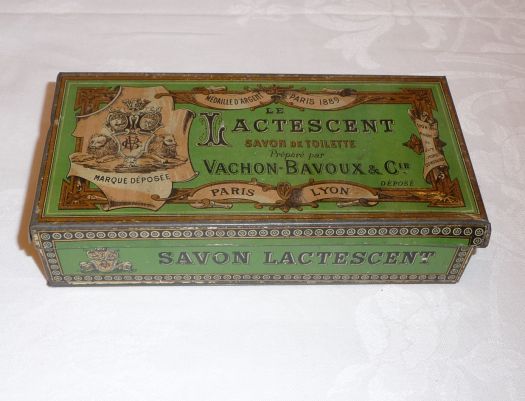 MÉDAILLE D'ARGENT PARIS 1889
LE
LACTESCENT
SAVON DE TOILETTE
Préparé par
VACHON-BAVOUX & CIE
DÉPOSÉ
PARIS LYON
MARQUE DÉPOSÉE
SAVON LACTESCENT